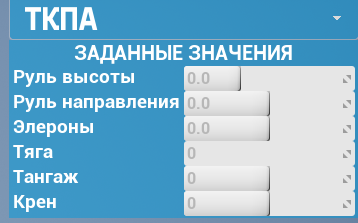 ТКПА
ЗАДАННЫЕ ЗНАЧЕНИЯ
Руль высоты 0.0
Руль направления 0.0
Элероны 0.0
Тяга 0
Тангаж 0
Крен 0